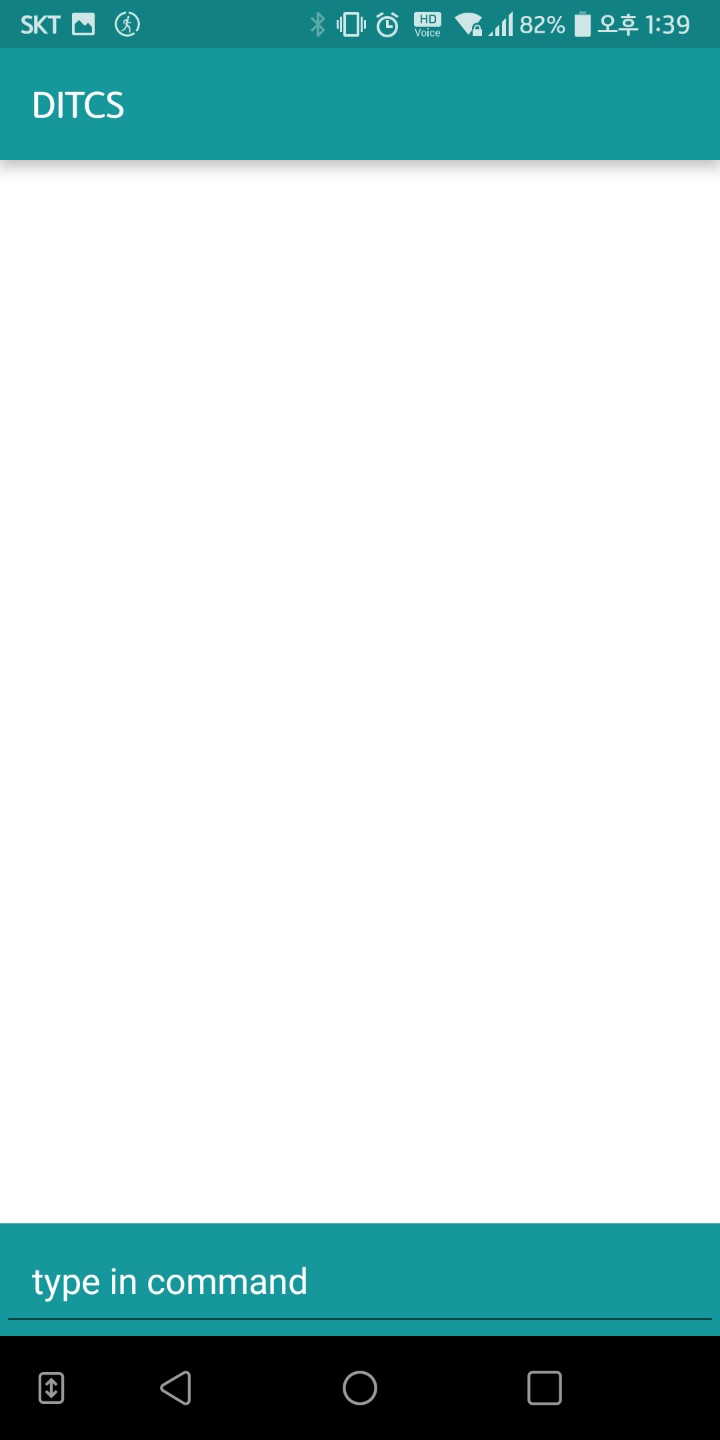 SKT HD Voice 82% 오후 1:39
DITCS
type in command